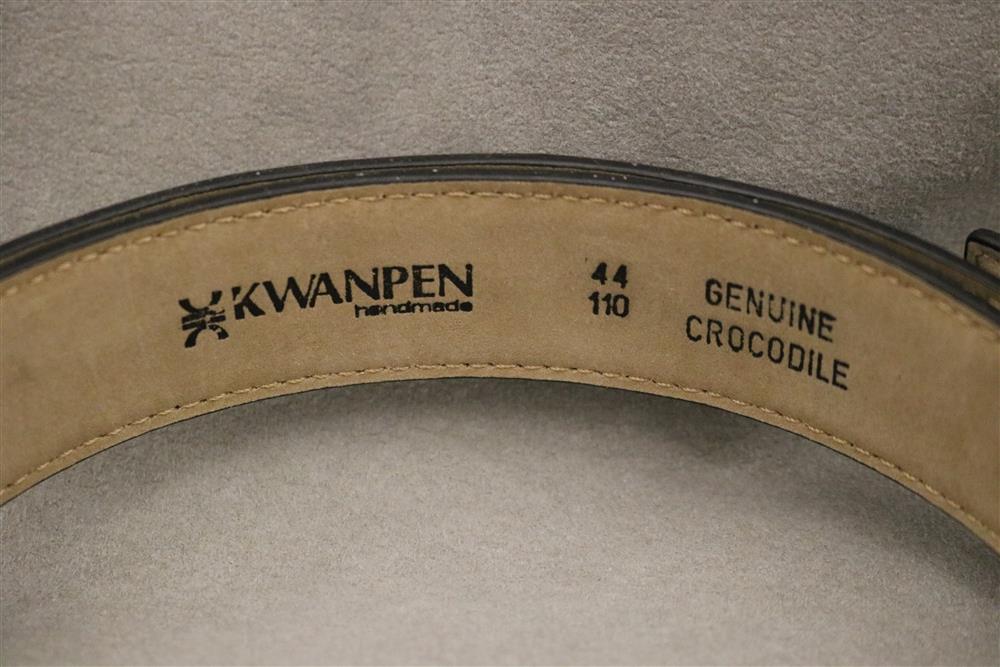 KWANPEN
handmade
44
110
GENUINE
CROCODILE